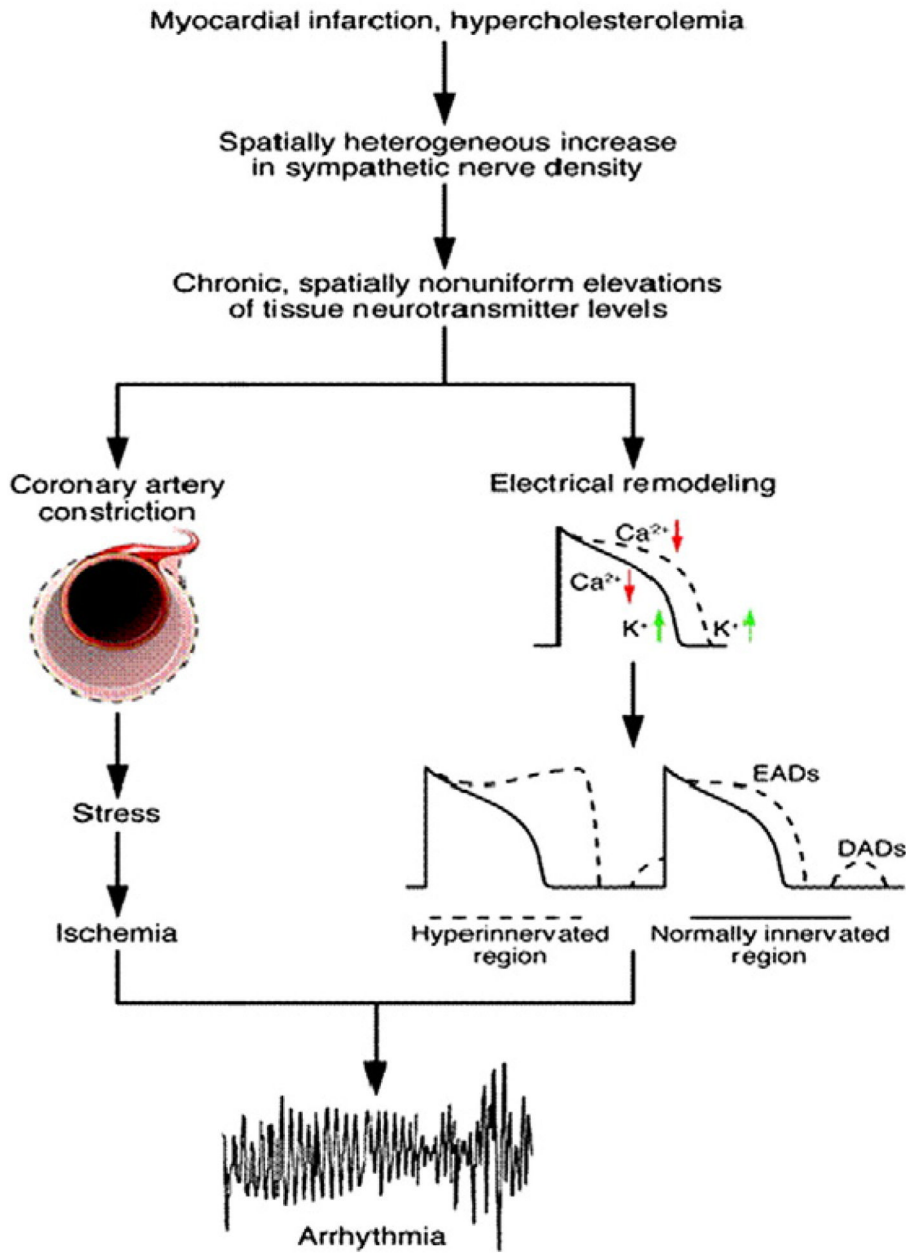 Myocardial infarction, hypercholesterolemia
Spatially heterogeneous increase
in sympathetic nerve density
Chronic, spatially nonuniform elevations
of tissue neurotransmitter levels
Coronary artery
constriction
Electrical remodeling
Ca²⁺
Ca²⁺
K⁺
K⁺
Stress
EADs
DADs
Ischemia
Hyperinnervated
region
Normally innervated
region
Arrhythmia